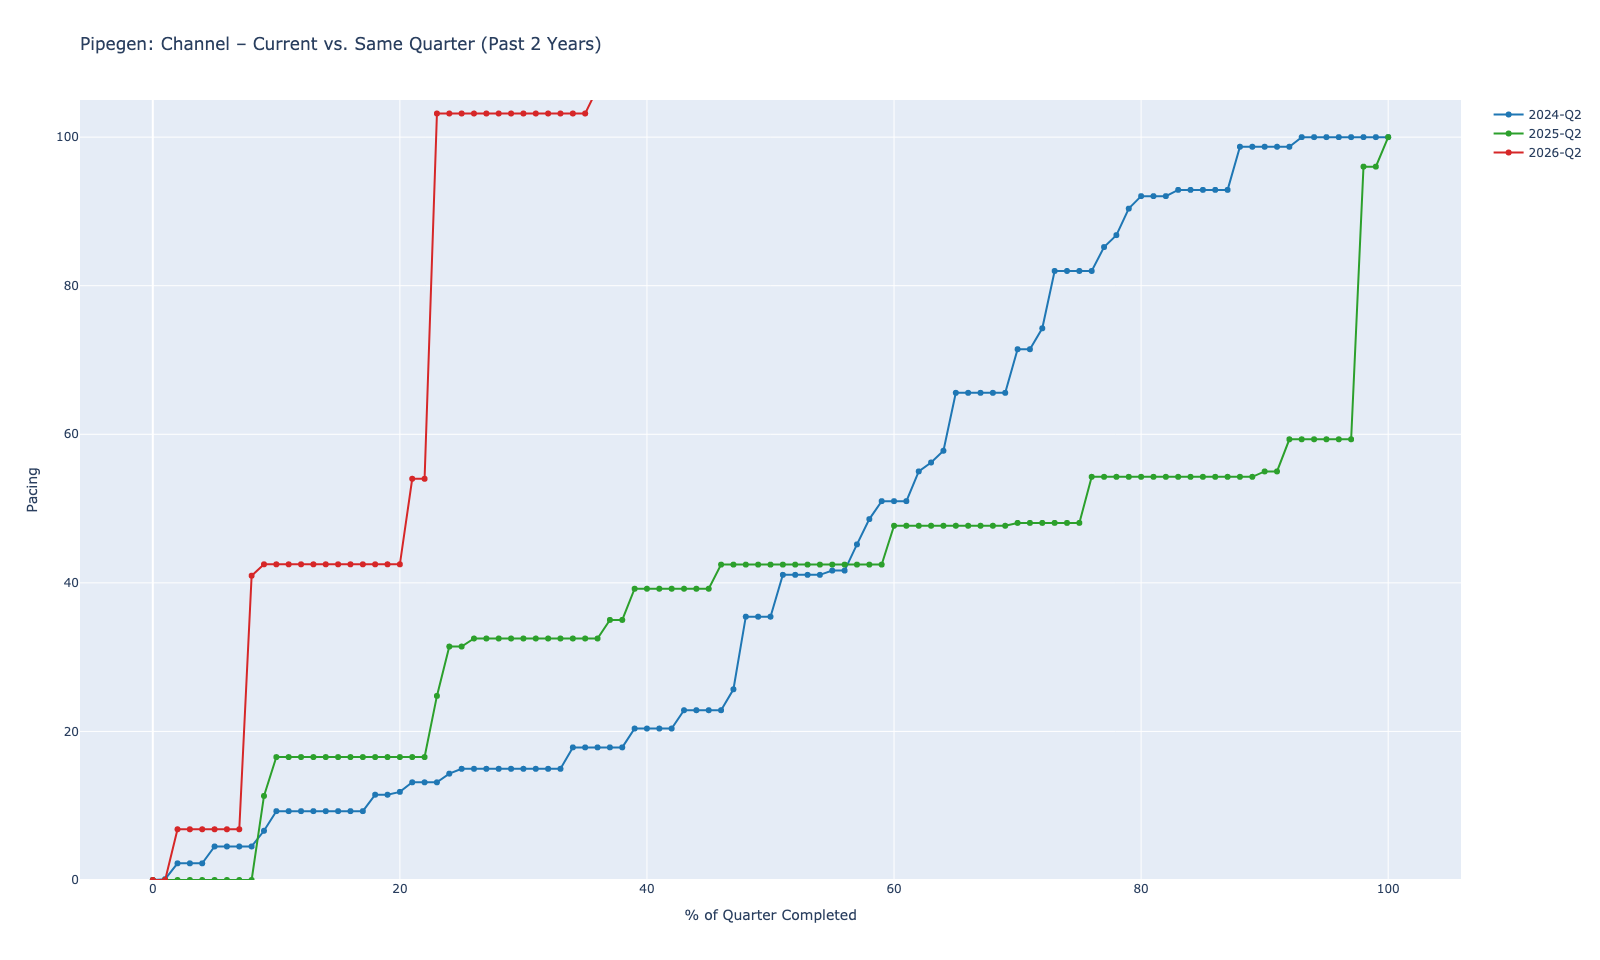 Pipegen: Channel – Current vs. Same Quarter (Past 2 Years)
2024-Q2
2025-Q2
2026-Q2
100
80
60
40
20
0
Pacing
0 20 40 60 80 100
% of Quarter Completed